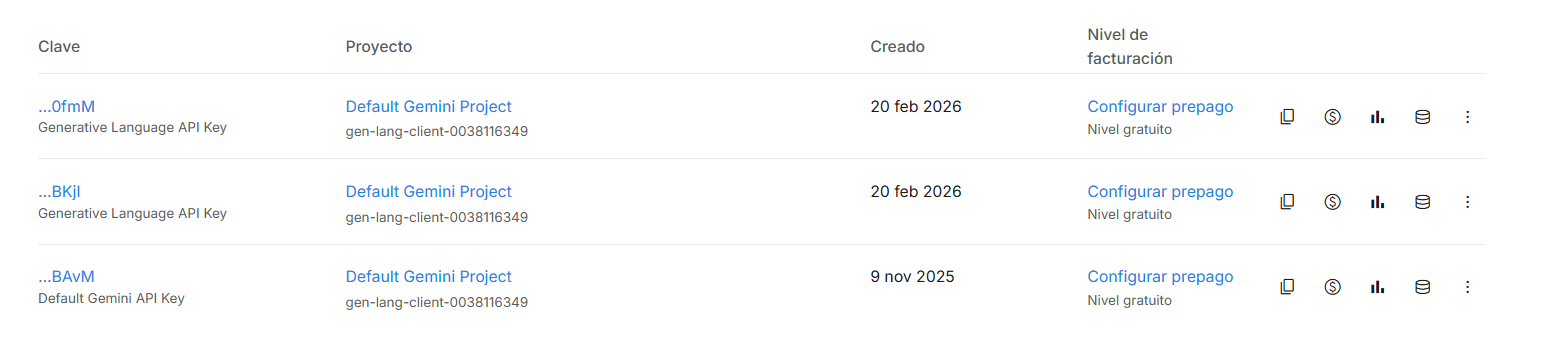 Clave
Proyecto
Creado
Nivel de
facturación
...0fmM
Generative Language API Key
Default Gemini Project
gen-lang-client-0038116349
20 feb 2026
Configurar prepago
Nivel gratuito
...BKjI
Generative Language API Key
Default Gemini Project
gen-lang-client-0038116349
20 feb 2026
Configurar prepago
Nivel gratuito
...BAvM
Default Gemini API Key
Default Gemini Project
gen-lang-client-0038116349
9 nov 2025
Configurar prepago
Nivel gratuito